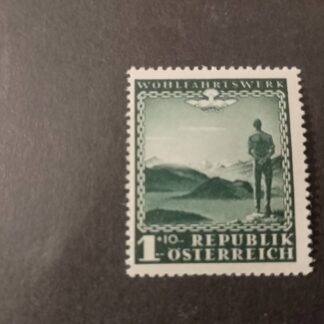 WOHLFAHRTSWERK
1 +10- REPUBLIK
ÖSTERREICH